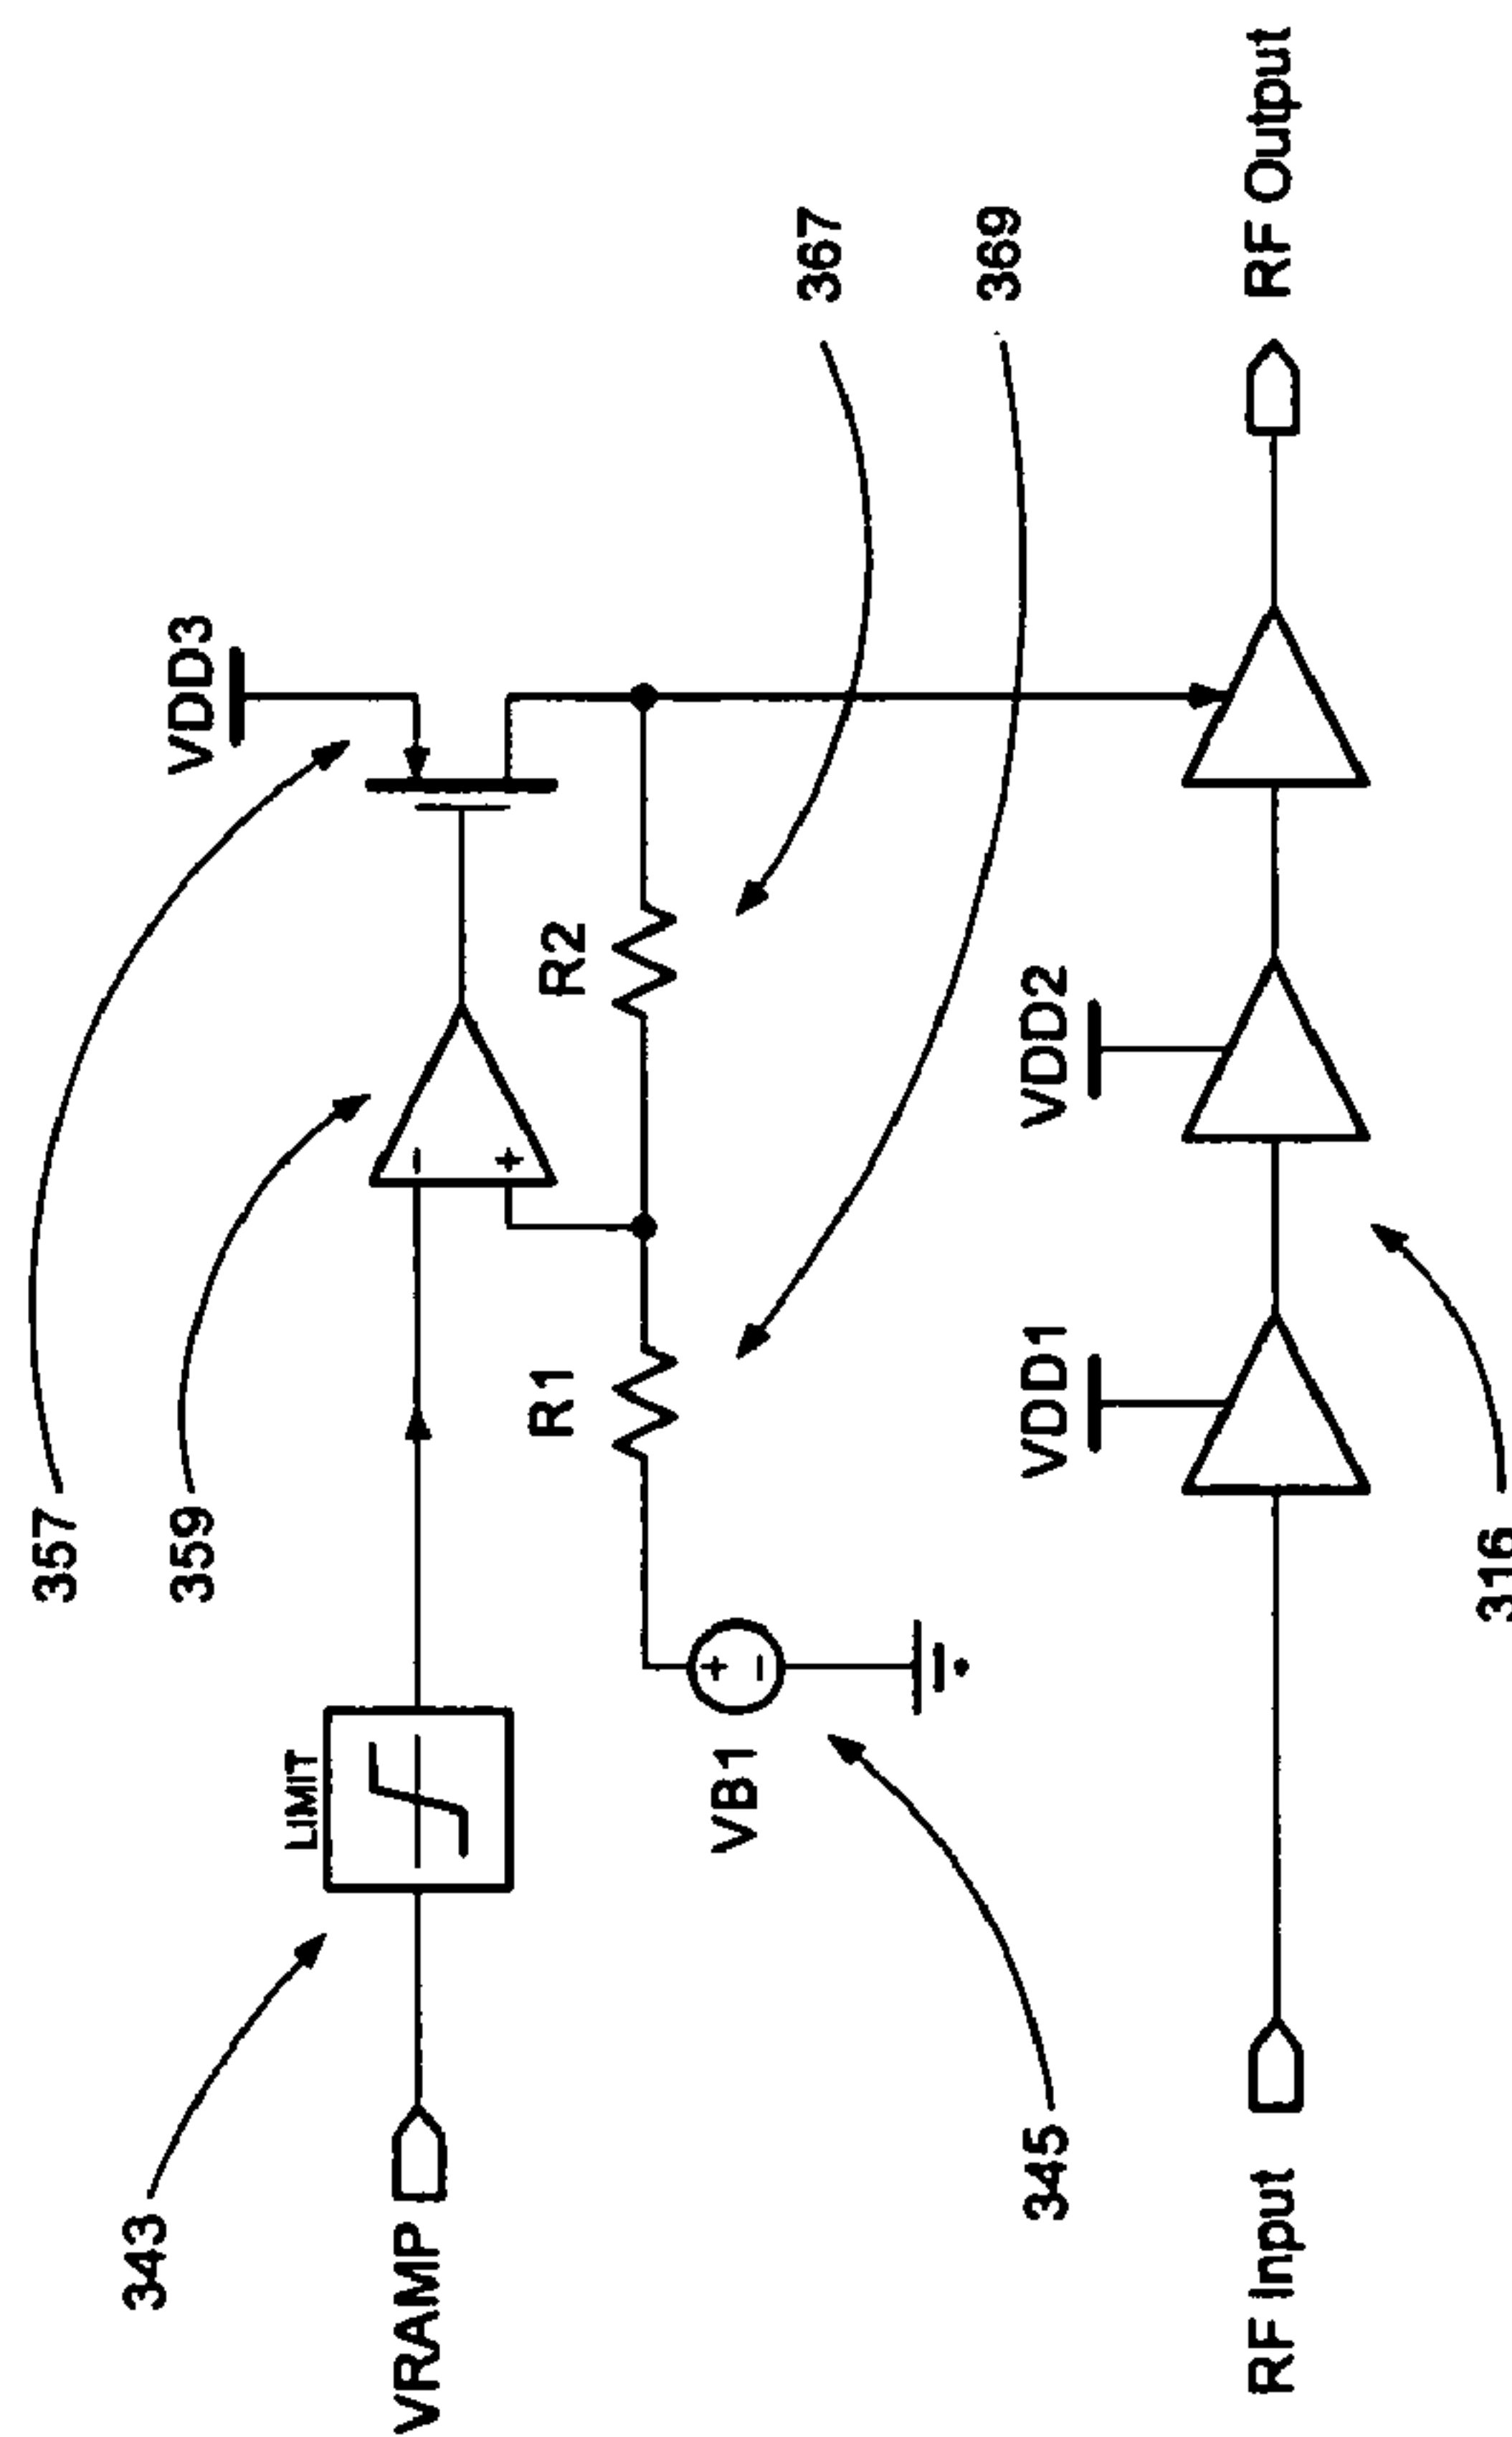 357
VDD3
359
343
LIMIT
VRAMP
-
+
R2
R1
367
369
VB1
+
-
345
VDD1
VDD2
RF Input
RF Output
316